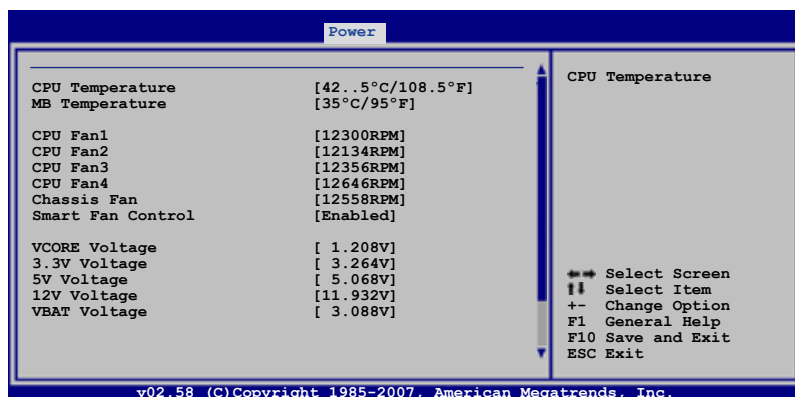 Power
CPU Temperature [42..5°C/108.5°F]
MB Temperature [35°C/95°F]
CPU Fan1 [12300RPM]
CPU Fan2 [12134RPM]
CPU Fan3 [12356RPM]
CPU Fan4 [12646RPM]
Chassis Fan [12558RPM]
Smart Fan Control [Enabled]
VCORE Voltage [ 1.208V]
3.3V Voltage [ 3.264V]
5V Voltage [ 5.068V]
12V Voltage [11.932V]
VBAT Voltage [ 3.088V]
CPU Temperature
Select Screen
Select Item
+- Change Option
F1 General Help
F10 Save and Exit
ESC Exit
v02.58 (C)Copyright 1985-2007, American Megatrends, Inc.